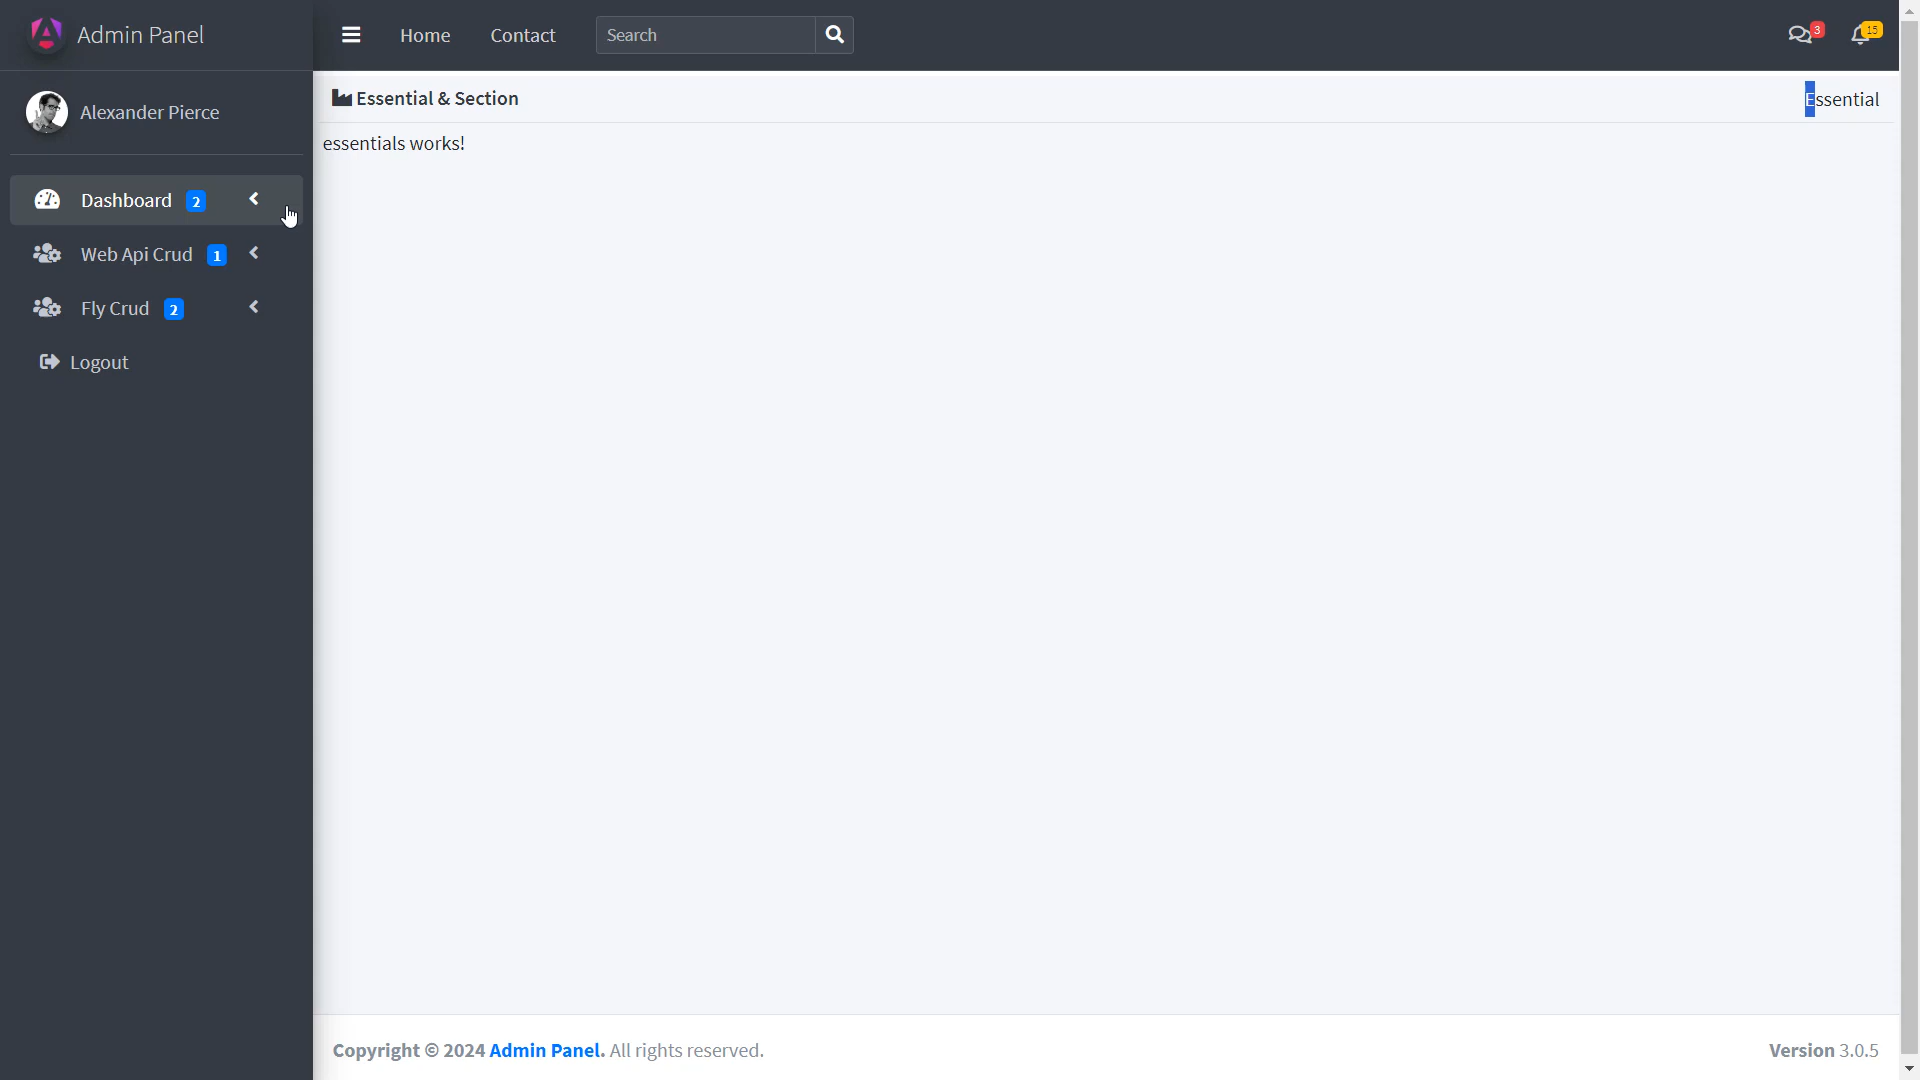 Admin Panel
Home
Contact
Search
3
15
Alexander Pierce
Essential & Section
Essential
essentials works!
Dashboard 2
Web Api Crud 1
Fly Crud 2
Logout
Copyright © 2024 Admin Panel. All rights reserved.
Version 3.0.5